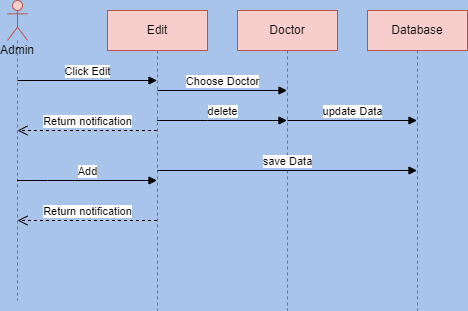 Edit
Doctor
Database
Admin
Click Edit
Choose Doctor
delete
update Data
Return notification
save Data
Add
Return notification